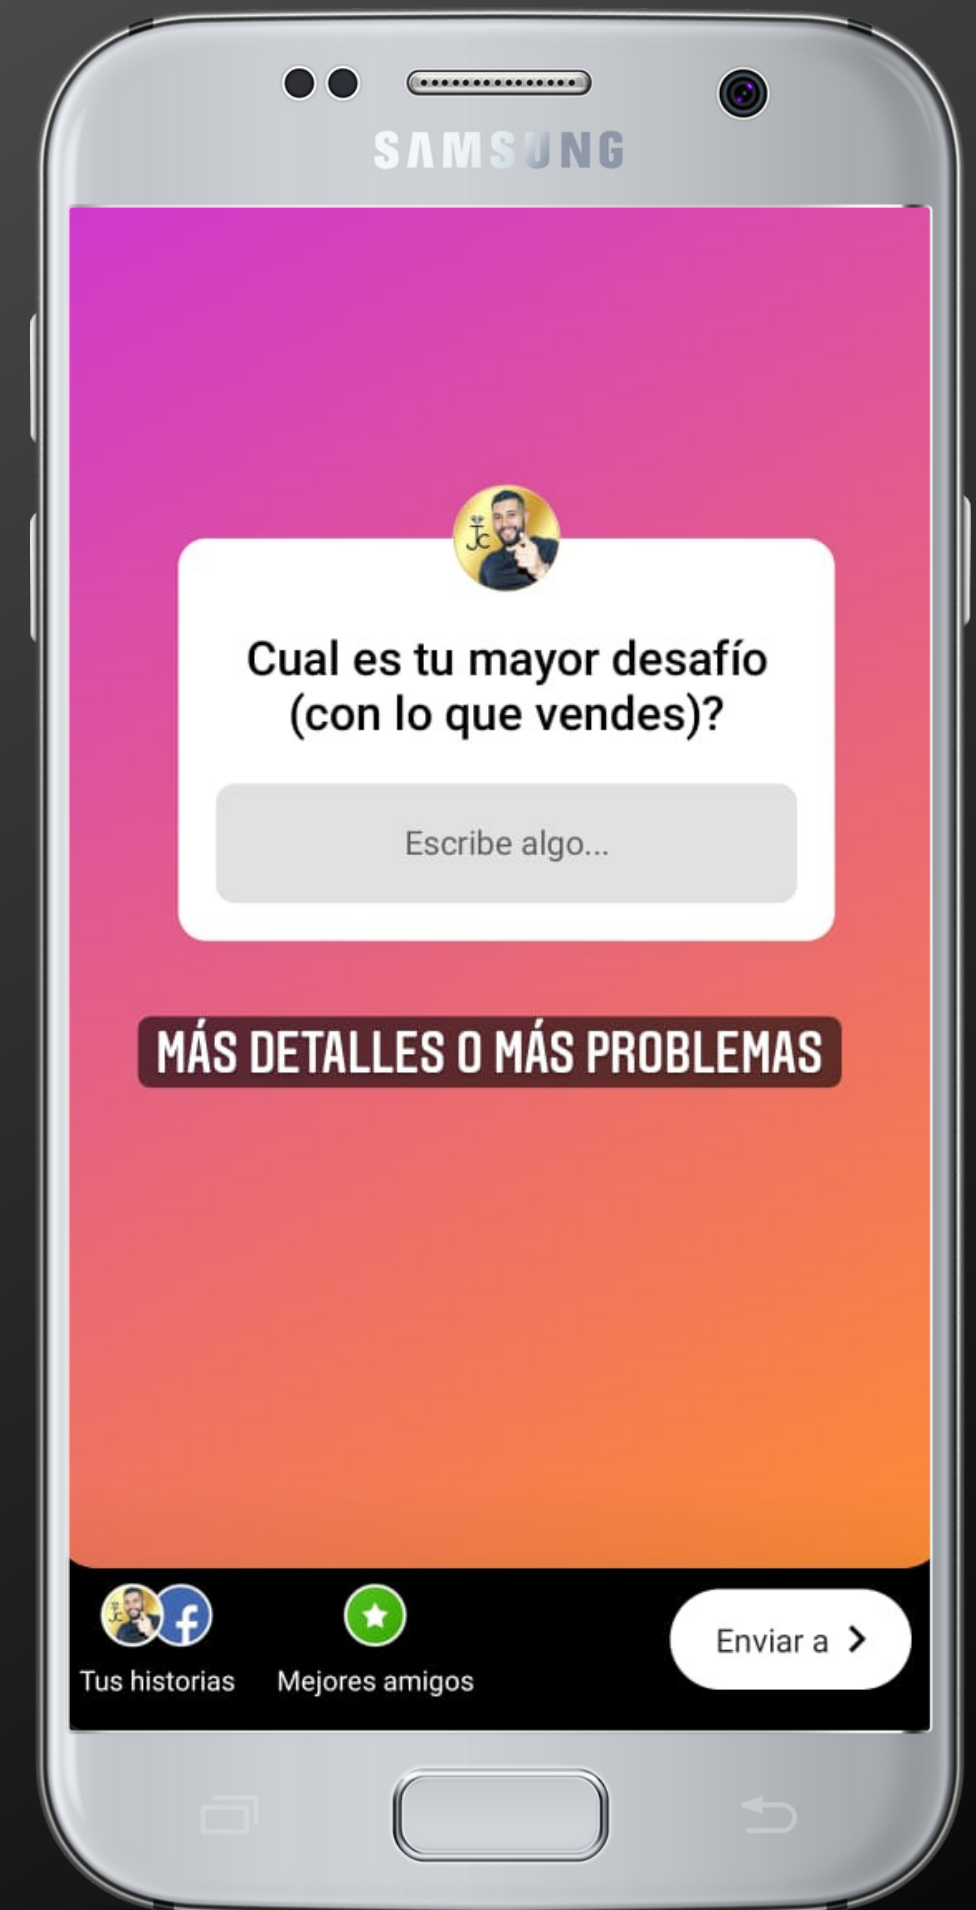 SAMSUNG
Jc
Cual es tu mayor desafío
(con lo que vendes)?
Escribe algo...
MÁS DETALLES O MÁS PROBLEMAS
Tus historias
Mejores amigos
Enviar a